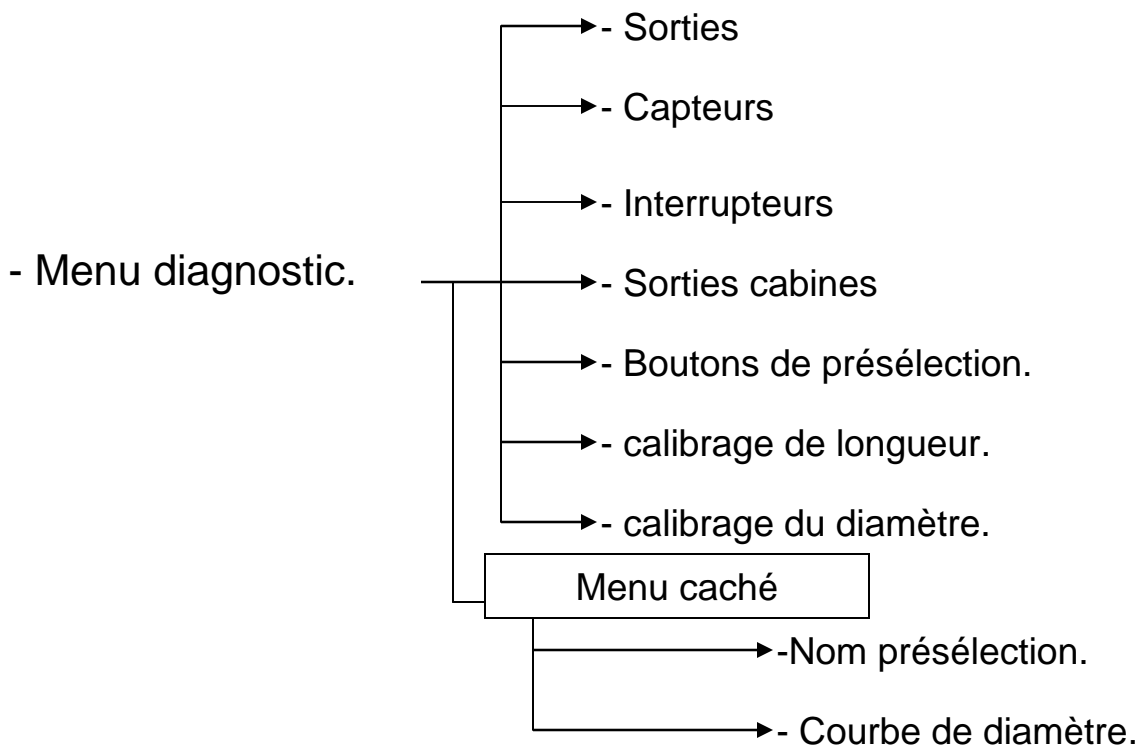 - Sorties
- Capteurs
- Interrupteurs
- Menu diagnostic.
- Sorties cabines
- Boutons de présélection.
- calibrage de longueur.
- calibrage du diamètre.
Menu caché
-Nom présélection.
- Courbe de diamètre.